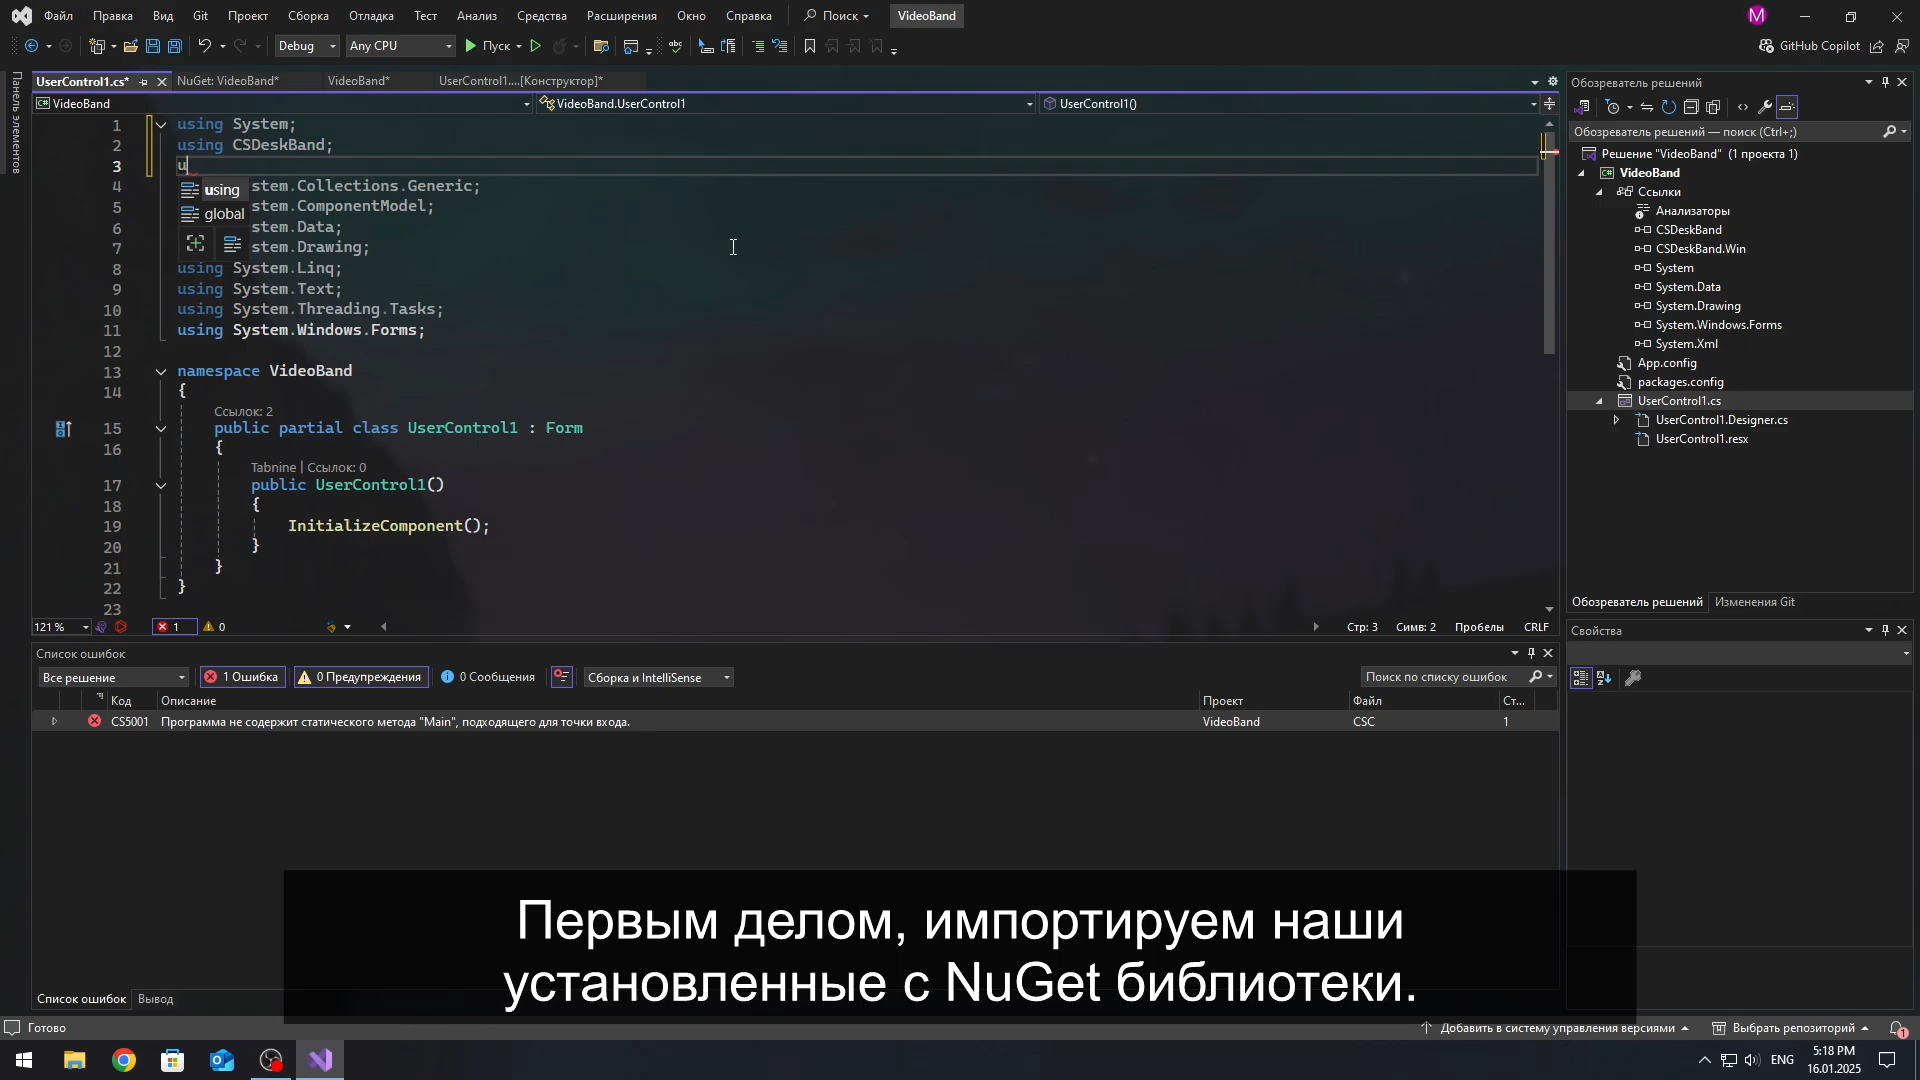 Файл Правка Вид Git Проект Сборка Отладка Тест Анализ Средства Расширения Окно Справка Поиск VideoBand M
Debug Any CPU Пуск abc GitHub Copilot
Панель элементов
UserControl1.cs* NuGet: VideoBand* VideoBand* UserControl1....[Конструктор]*
VideoBand VideoBand.UserControl1 UserControl1()
1 using System;
2 using CSDeskBand;
3 u
using
global
4 stem.Collections.Generic;
5 stem.ComponentModel;
6 stem.Data;
7 stem.Drawing;
8 using System.Linq;
9 using System.Text;
10 using System.Threading.Tasks;
11 using System.Windows.Forms;
12
13 namespace VideoBand
14 {
Ссылок: 2
15 public partial class UserControl1 : Form
16 {
Tabnine | Ссылок: 0
17 public UserControl1()
18 {
19 InitializeComponent();
20 }
21 }
22 }
23
121 % 1 0 Стр: 3 Симв: 2 Пробелы CRLF
Список ошибок
Все решение 1 Ошибка 0 Предупреждения 0 Сообщения Сборка и IntelliSense Поиск по списку ошибок
Код Описание Проект Файл Ст...
CS5001 Программа не содержит статического метода "Main", подходящего для точки входа. VideoBand CSC 1
Список ошибок Вывод
Обозреватель решений
Обозреватель решений — поиск (Ctrl+;)
Решение "VideoBand" (1 проекта 1)
VideoBand
Ссылки
Анализаторы
CSDeskBand
CSDeskBand.Win
System
System.Data
System.Drawing
System.Windows.Forms
System.Xml
App.config
packages.config
UserControl1.cs
UserControl1.Designer.cs
UserControl1.resx
Обозреватель решений Изменения Git
Свойства
Первым делом, импортируем наши
установленные с NuGet библиотеки.
Готово Добавить в систему управления версиями Выбрать репозиторий 1
ENG 5:18 PM
16.01.2025